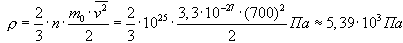 ρ = 2/3 · n · (m₀ · v̄²)/2 = 2/3 · 10²⁵ · (3,3 · 10⁻²⁷ · (700)²)/2 Па ≈ 5,39 · 10³ Па